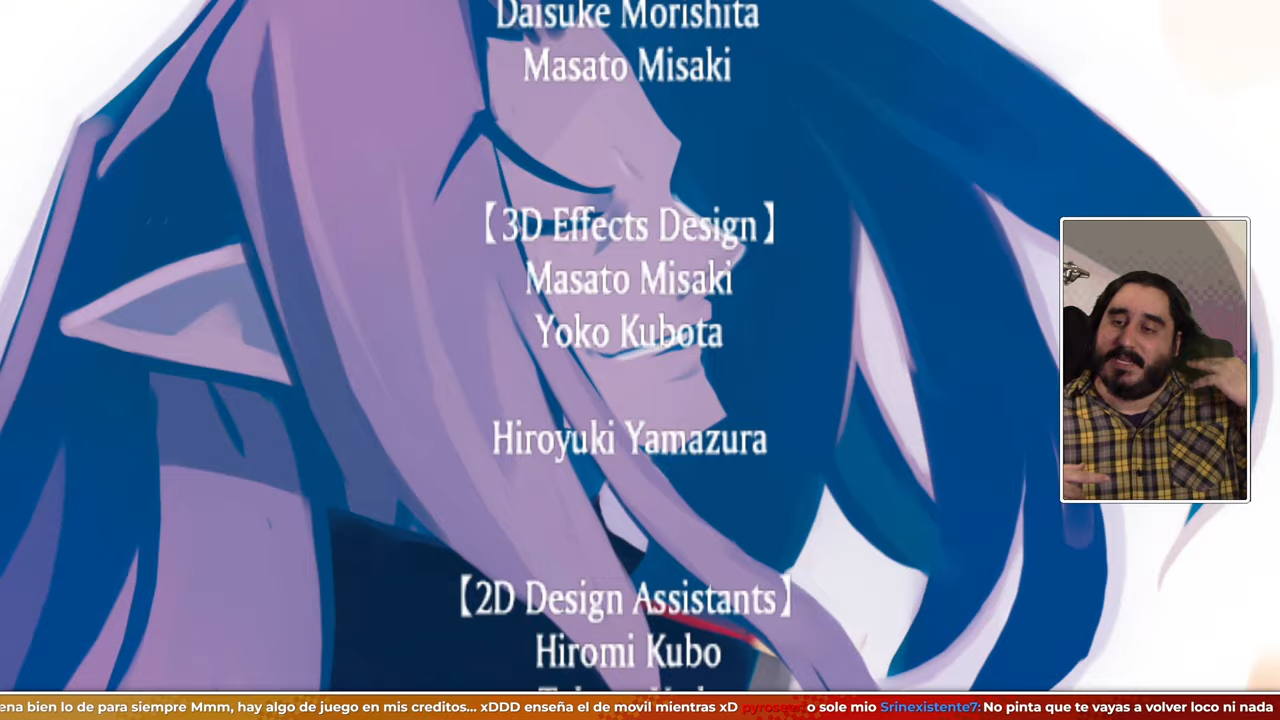 Daisuke Morishita
Masato Misaki
【3D Effects Design】
Masato Misaki
Yoko Kubota
Hiroyuki Yamazura
【2D Design Assistants】
Hiromi Kubo
ena bien lo de para siempre Mmm, hay algo de juego en mis creditos... xDDD enseña el de movil mientras xD pyroseed o sole mio Srinexistente7: No pinta que te vayas a volver loco ni nada